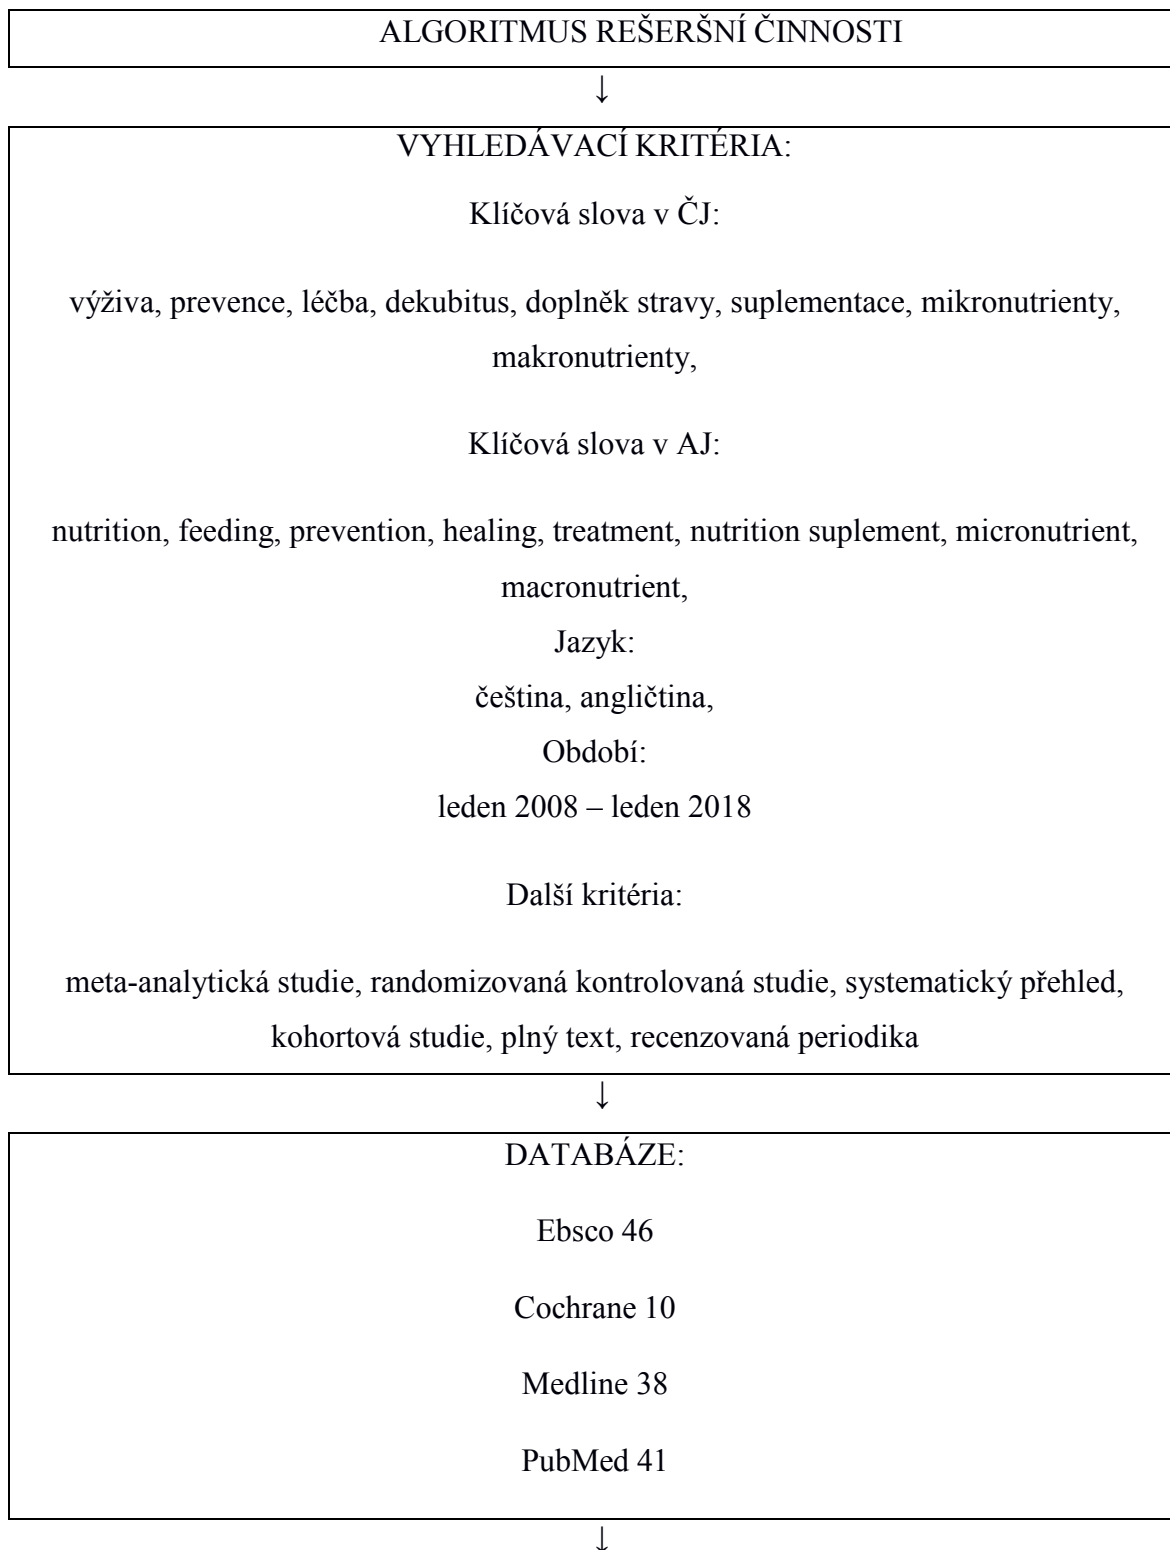 ALGORITMUS REŠERŠNÍ ČINNOSTI
↓
VYHLEDÁVACÍ KRITÉRIA:
Klíčová slova v ČJ:
výživa, prevence, léčba, dekubitus, doplněk stravy, suplementace, mikronutrienty,
makronutrienty,
Klíčová slova v AJ:
nutrition, feeding, prevention, healing, treatment, nutrition suplement, micronutrient,
macronutrient,
Jazyk:
čeština, angličtina,
Období:
leden 2008 – leden 2018
Další kritéria:
meta-analytická studie, randomizovaná kontrolovaná studie, systematický přehled,
kohortová studie, plný text, recenzovaná periodika
↓
DATABÁZE:
Ebsco 46
Cochrane 10
Medline 38
PubMed 41
↓